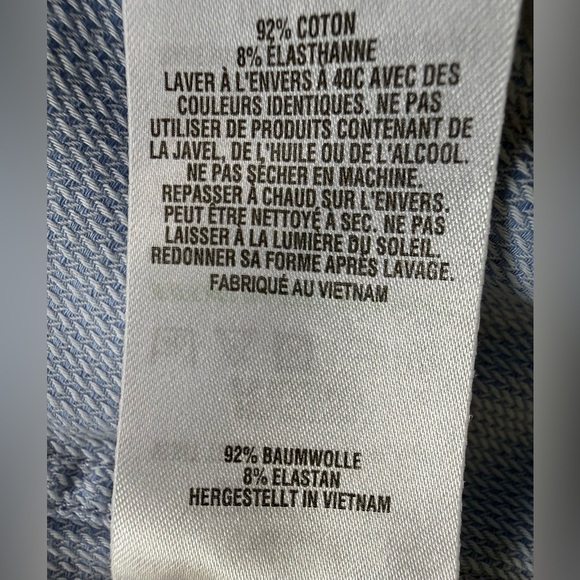 92% COTON
8% ÉLASTHANNE
LAVER À L'ENVERS À 40C AVEC DES
COULEURS IDENTIQUES. NE PAS
UTILISER DE PRODUITS CONTENANT DE
LA JAVEL, DE L'HUILE OU DE L'ALCOOL.
NE PAS SÉCHER EN MACHINE.
REPASSER À CHAUD SUR L'ENVERS.
PEUT ÊTRE NETTOYÉ À SEC. NE PAS
LAISSER À LA LUMIÈRE DU SOLEIL.
REDONNER SA FORME APRÈS LAVAGE.
FABRIQUÉ AU VIETNAM
92% BAUMWOLLE
8% ELASTAN
HERGESTELLT IN VIETNAM